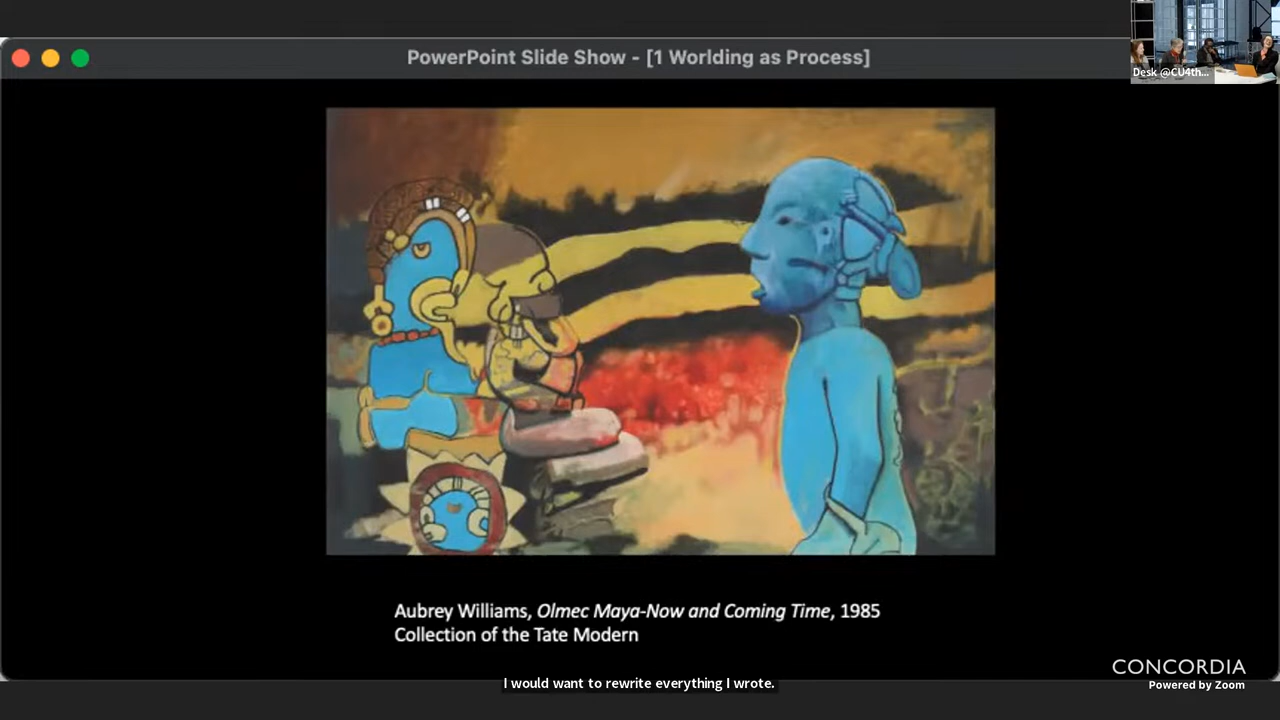 PowerPoint Slide Show - [1 Worlding as Process]
Desk @CU4th...
Aubrey Williams, Olmec Maya-Now and Coming Time, 1985
Collection of the Tate Modern
CONCORDIA
I would want to rewrite everything I wrote.
Powered by Zoom